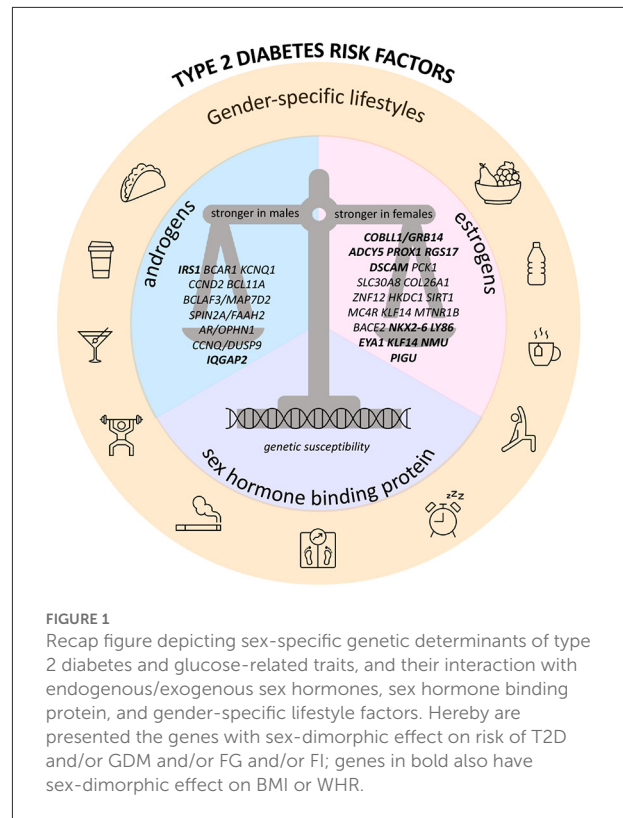 TYPE 2 DIABETES RISK FACTORS
Gender-specific lifestyles
androgens
estrogens
stronger in males
stronger in females
IRS1 BCAR1 KCNQ1
CCND2 BCL11A
BCLAF3/MAP7D2
SPIN2A/FAAH2
AR/OPHN1
CCNQ/DUSP9
IQGAP2
COBLL1/GRB14
ADCY5 PROX1 RGS17
DSCAM PCK1
SLC30A8 COL26A1
ZNF12 HKDC1 SIRT1
MC4R KLF14 MTNR1B
BACE2 NKX2-6 LY86
EYA1 KLF14 NMU
PIGU
genetic susceptibility
sex hormone binding protein
zzZ
FIGURE 1
Recap figure depicting sex-specific genetic determinants of type
2 diabetes and glucose-related traits, and their interaction with
endogenous/exogenous sex hormones, sex hormone binding
protein, and gender-specific lifestyle factors. Hereby are
presented the genes with sex-dimorphic effect on risk of T2D
and/or GDM and/or FG and/or FI; genes in bold also have
sex-dimorphic effect on BMI or WHR.